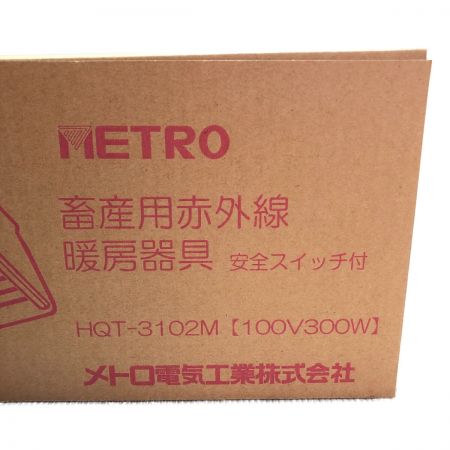 METRO
畜産用赤外線
暖房器具 安全スイッチ付
HQT-3102M【100V300W】
メトロ電気工業株式会社